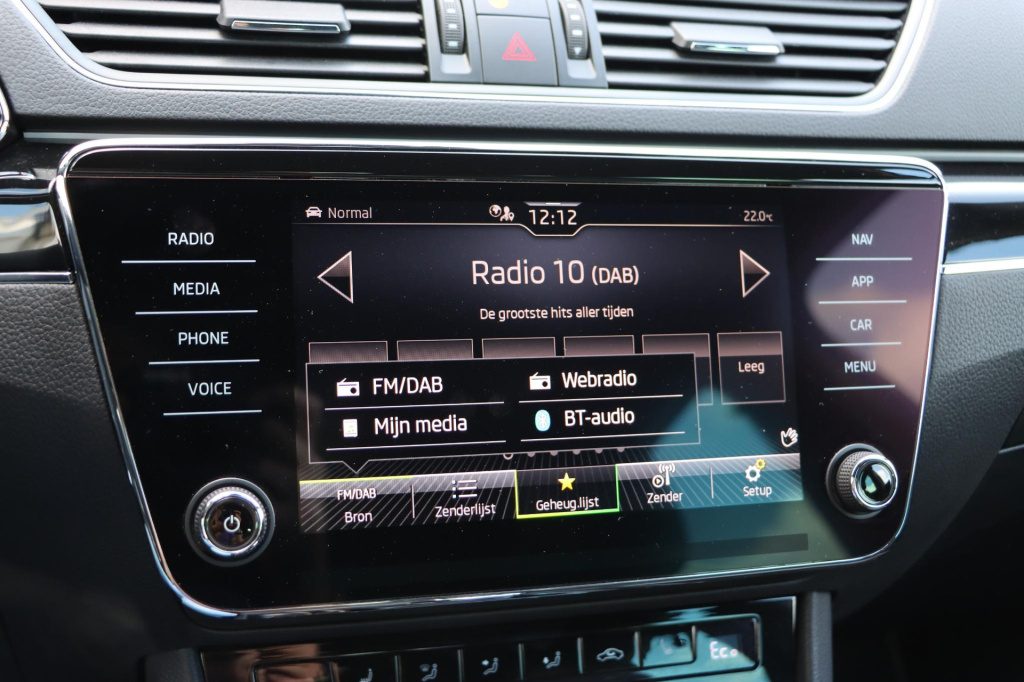 Normal
12:12
22.0°C
RADIO
MEDIA
PHONE
VOICE
NAV
APP
CAR
MENU
Radio 10 (DAB)
De grootste hits aller tijden
Leeg
FM/DAB
Webradio
Mijn media
BT-audio
FM/DAB
Bron
Zenderlijst
Geheug.lijst
Zender
Setup